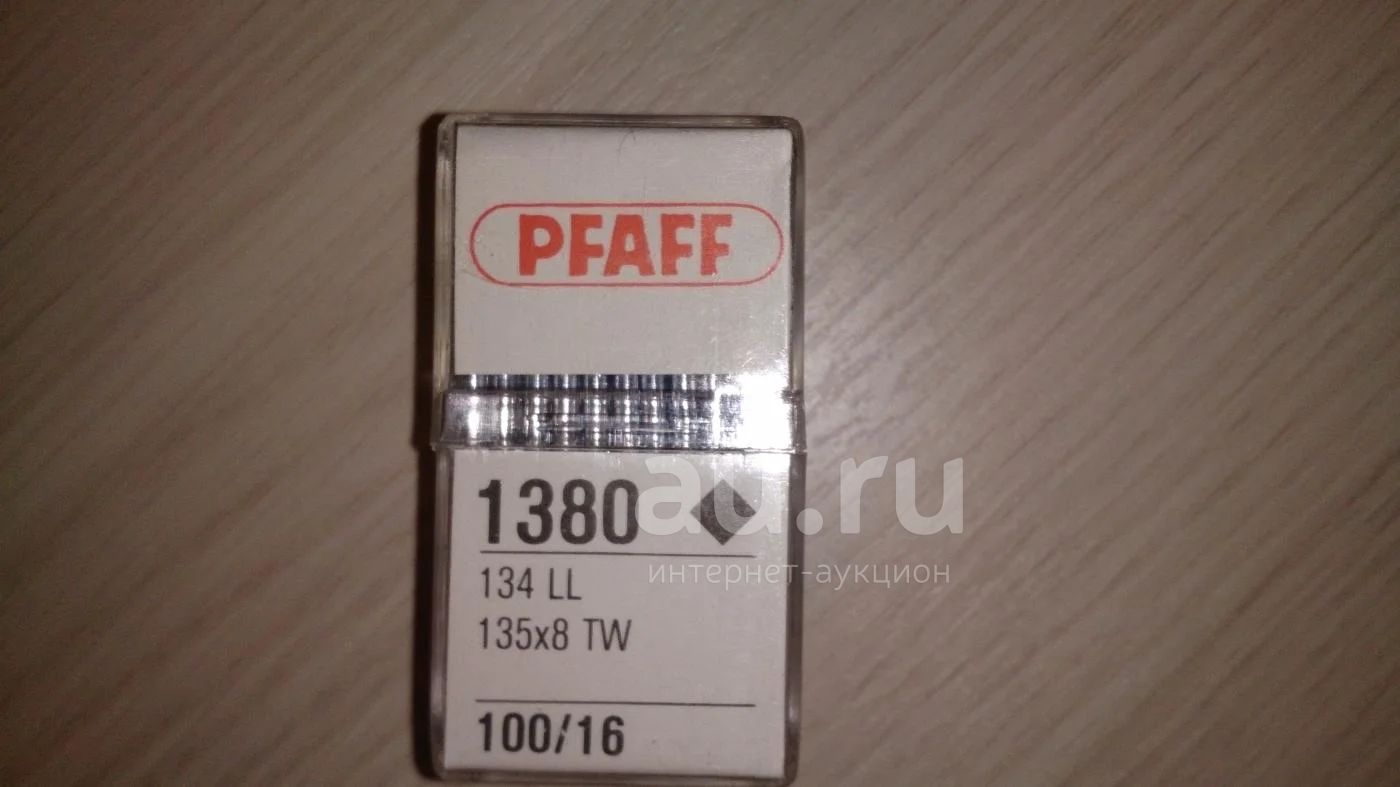 PFAFF
1380
au.ru
интернет-аукцион
134 LL
135x8 TW
100/16